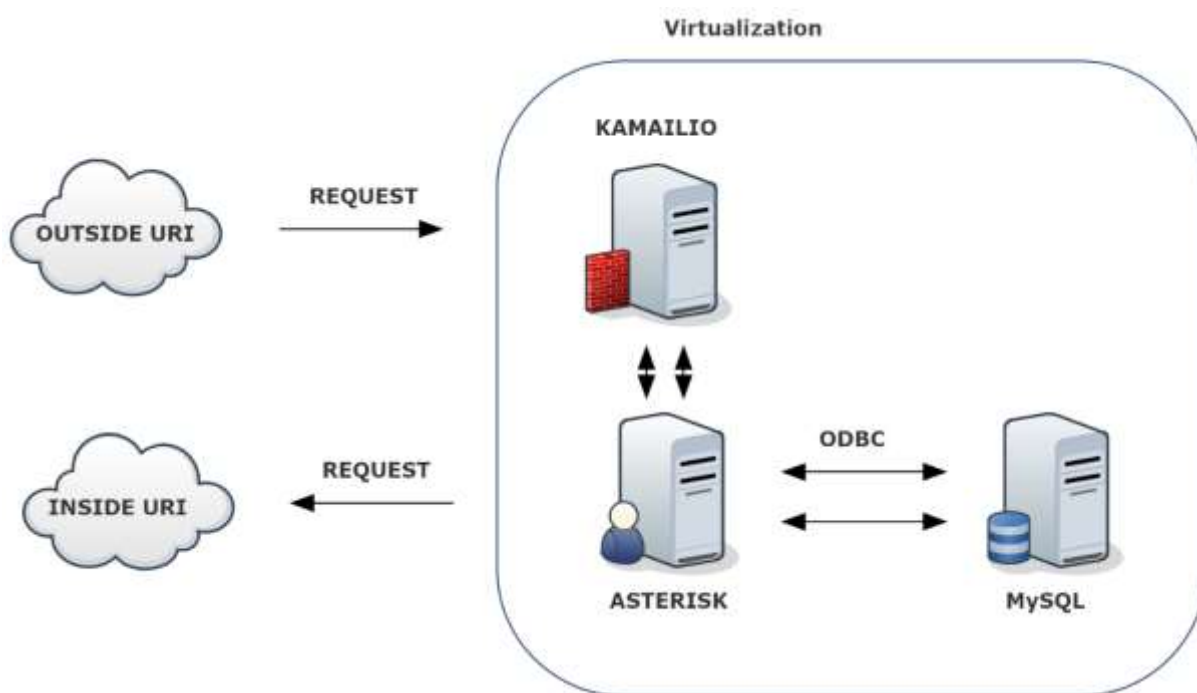 Virtualization
KAMAILIO
REQUEST
OUTSIDE URI
REQUEST
INSIDE URI
ODBC
ASTERISK
MySQL